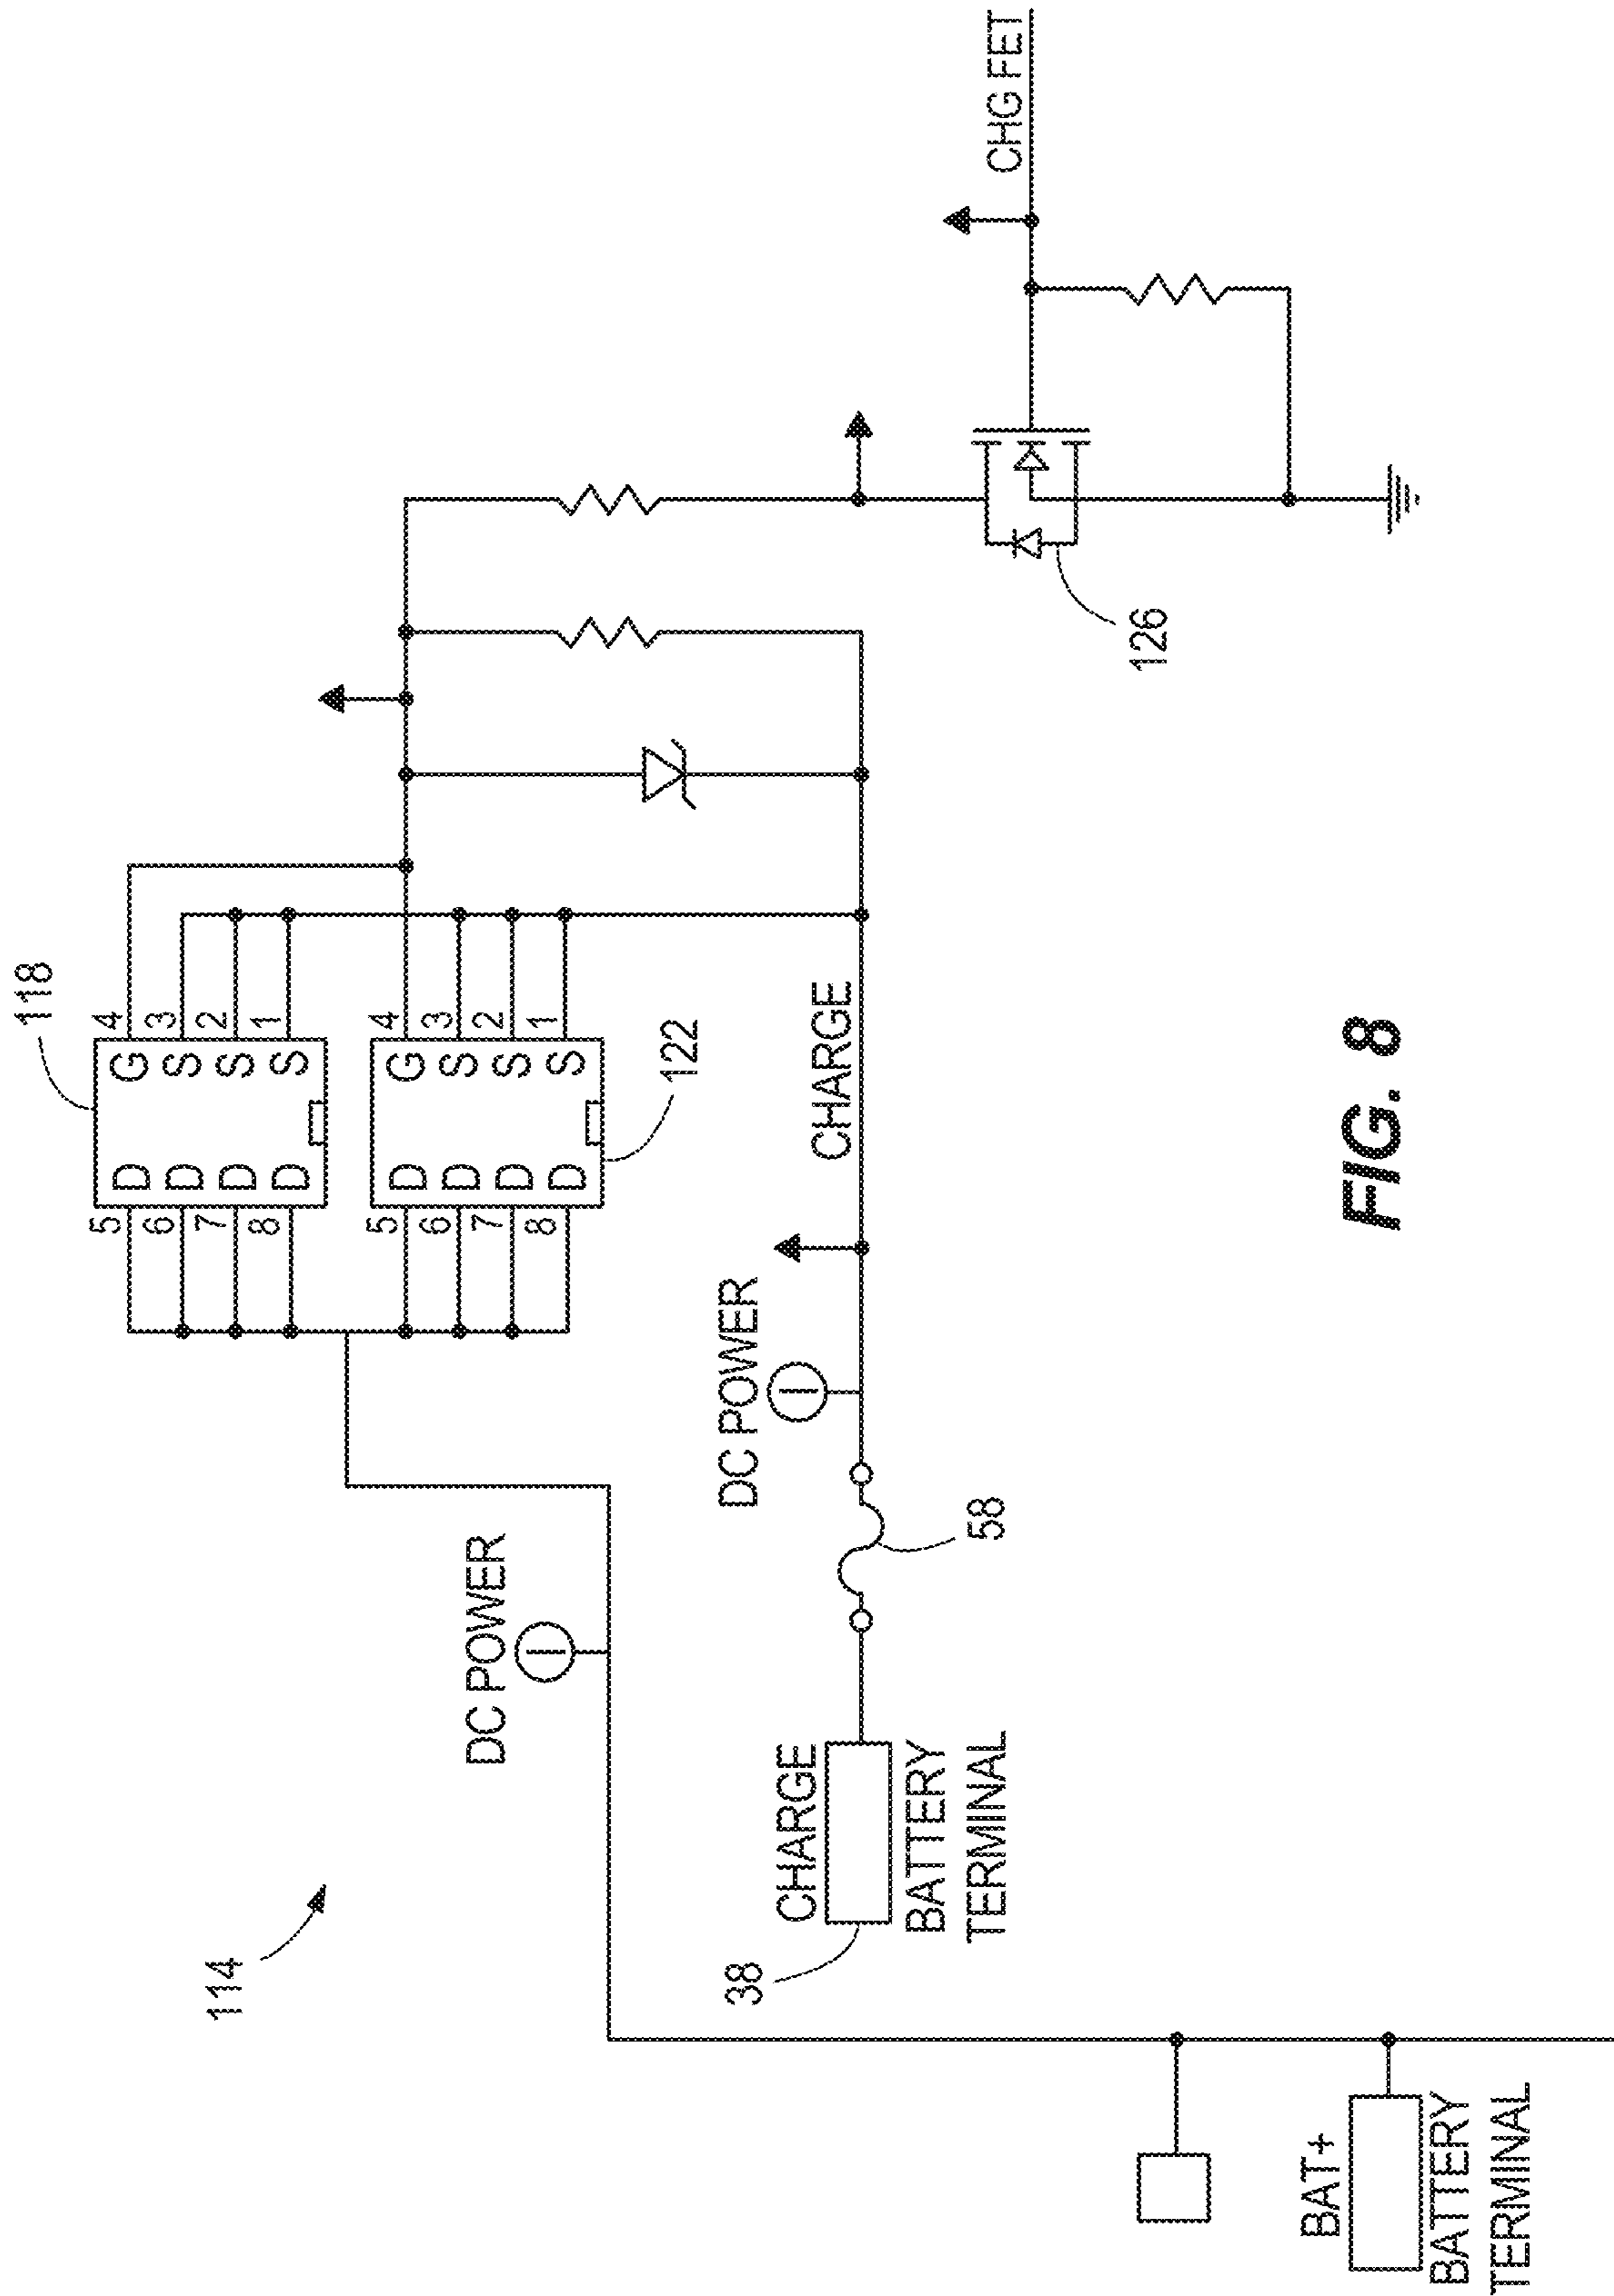 114
118
4
3
2
1
G
S
S
S
D
D
D
D
5
6
7
8
4
3
2
1
G
S
S
S
D
D
D
D
5
6
7
8
122
DC POWER
DC POWER
CHARGE
58
CHARGE
BATTERY
TERMINAL
38
BAT+
BATTERY
TERMINAL
CHG FET
126
FIG. 8